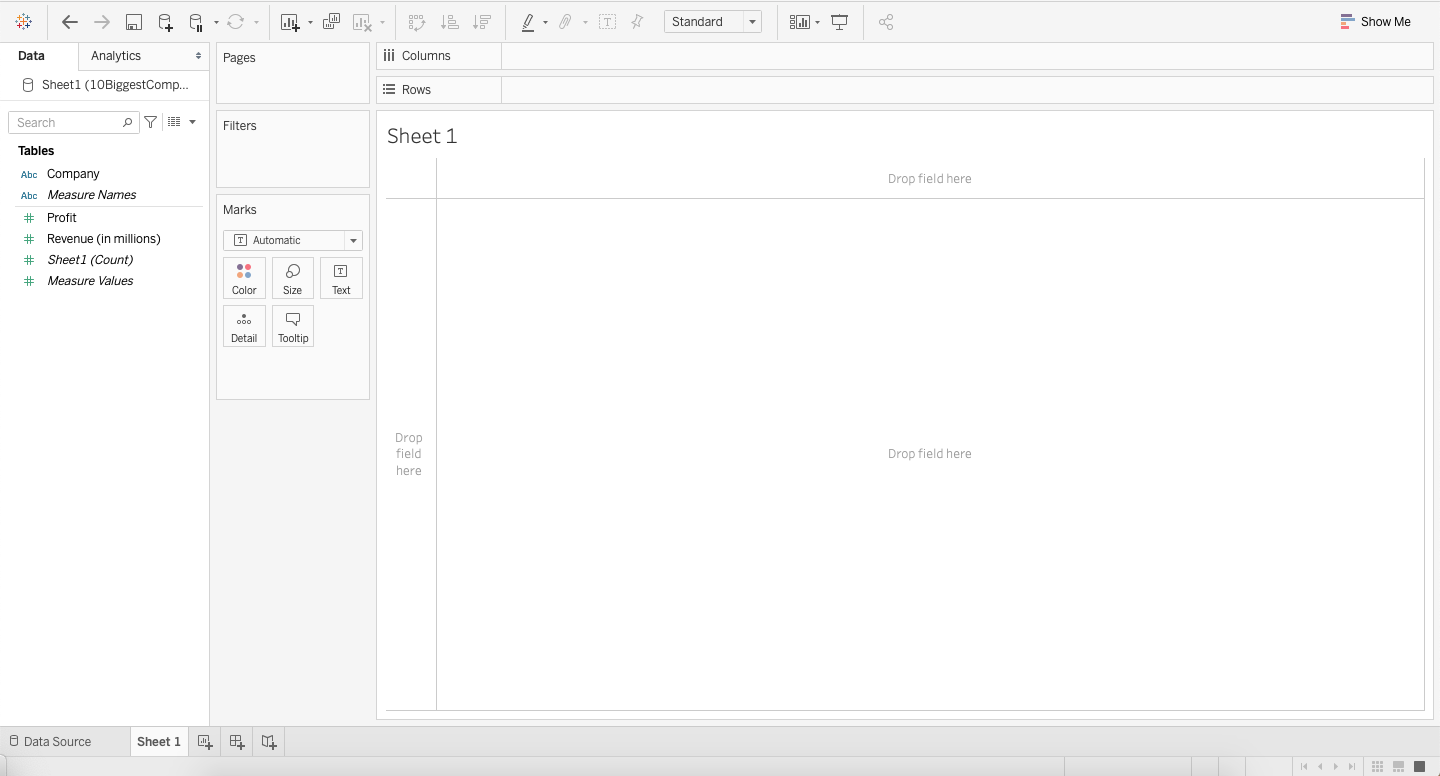 Standard
Show Me
Data
Analytics
Sheet1 (10BiggestComp...
Search
Tables
Abc Company
Abc Measure Names
Profit
Revenue (in millions)
Sheet1 (Count)
Measure Values
Pages
Filters
Marks
T Automatic
Color
Size
T
Text
Detail
Tooltip
Columns
Rows
Sheet 1
Drop field here
Drop
field
here
Drop field here
Data Source
Sheet 1